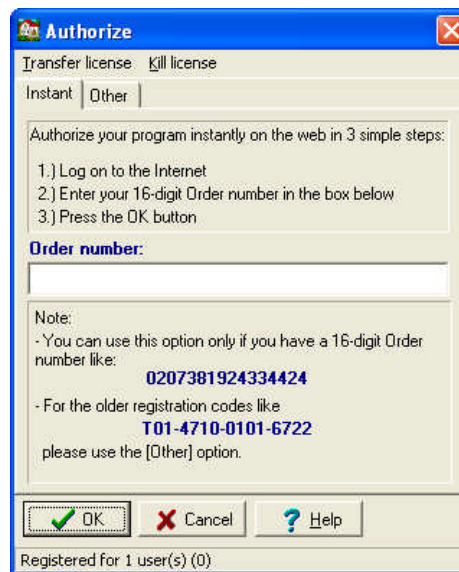 Authorize
Transfer license Kill license
Instant Other
Authorize your program instantly on the web in 3 simple steps:
1.) Log on to the Internet
2.) Enter your 16-digit Order number in the box below
3.) Press the OK button
Order number:
Note:
- You can use this option only if you have a 16-digit Order
number like:
0207381924334424
- For the older registration codes like
T01-4710-0101-6722
please use the [Other] option.
OK Cancel Help
Registered for 1 user(s) (0)